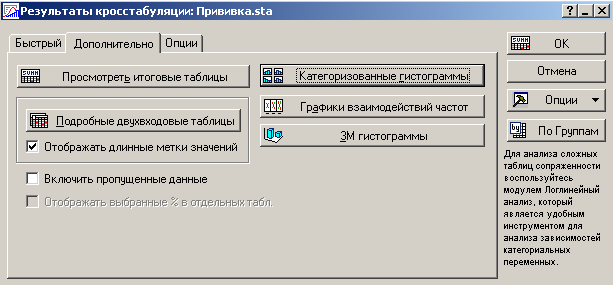 Результаты кросстабуляции: Прививка.sta
Быстрый Дополнительно Опции
Просмотреть итоговые таблицы
Подробные двухвходовые таблицы
Отображать длинные метки значений
Включить пропущенные данные
Отображать выбранные % в отдельных табл.
Категоризованные гистограммы
Графики взаимодействий частот
3М гистограммы
OK
Отмена
Опции
По Группам
Для анализа сложных
таблиц сопряженности
воспользуйтесь
модулем Логлинейный
анализ, который
является удобным
инструментом для
анализа зависимостей
категориальных
переменных.